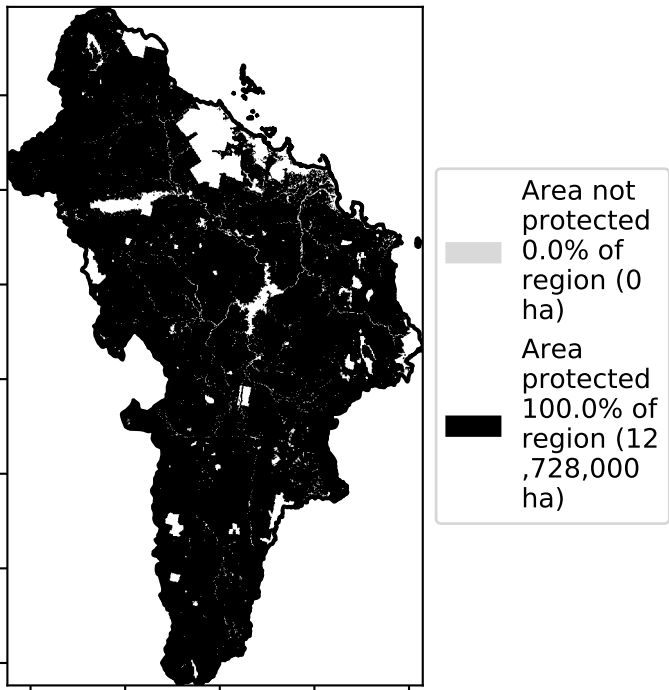 Area not
protected
0.0% of
region (0
ha)
Area
protected
100.0% of
region (12
,728,000
ha)